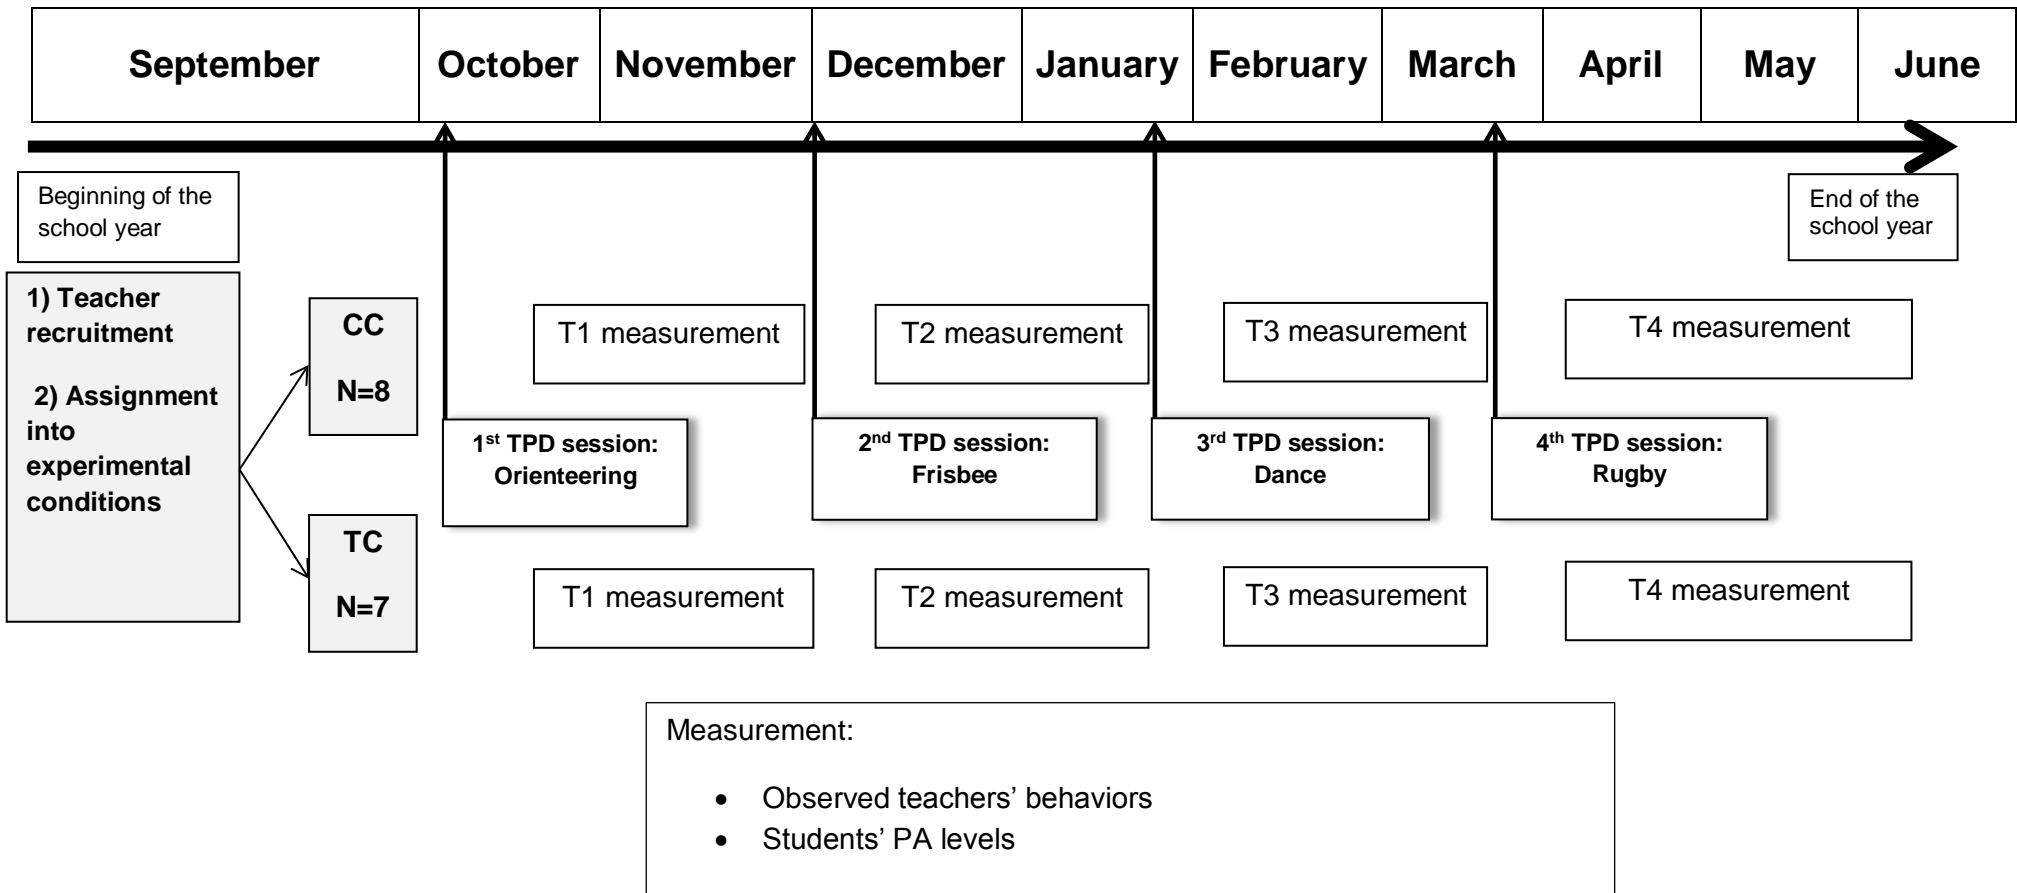 September October November December January February March April May June
Beginning of the
school year
End of the
school year
1) Teacher
recruitment
2) Assignment
into
experimental
conditions
CC
N=8
T1 measurement
T2 measurement
T3 measurement
T4 measurement
1st TPD session:
Orienteering
2nd TPD session:
Frisbee
3rd TPD session:
Dance
4th TPD session:
Rugby
TC
N=7
T1 measurement
T2 measurement
T3 measurement
T4 measurement
Measurement:
• Observed teachers’ behaviors
• Students’ PA levels